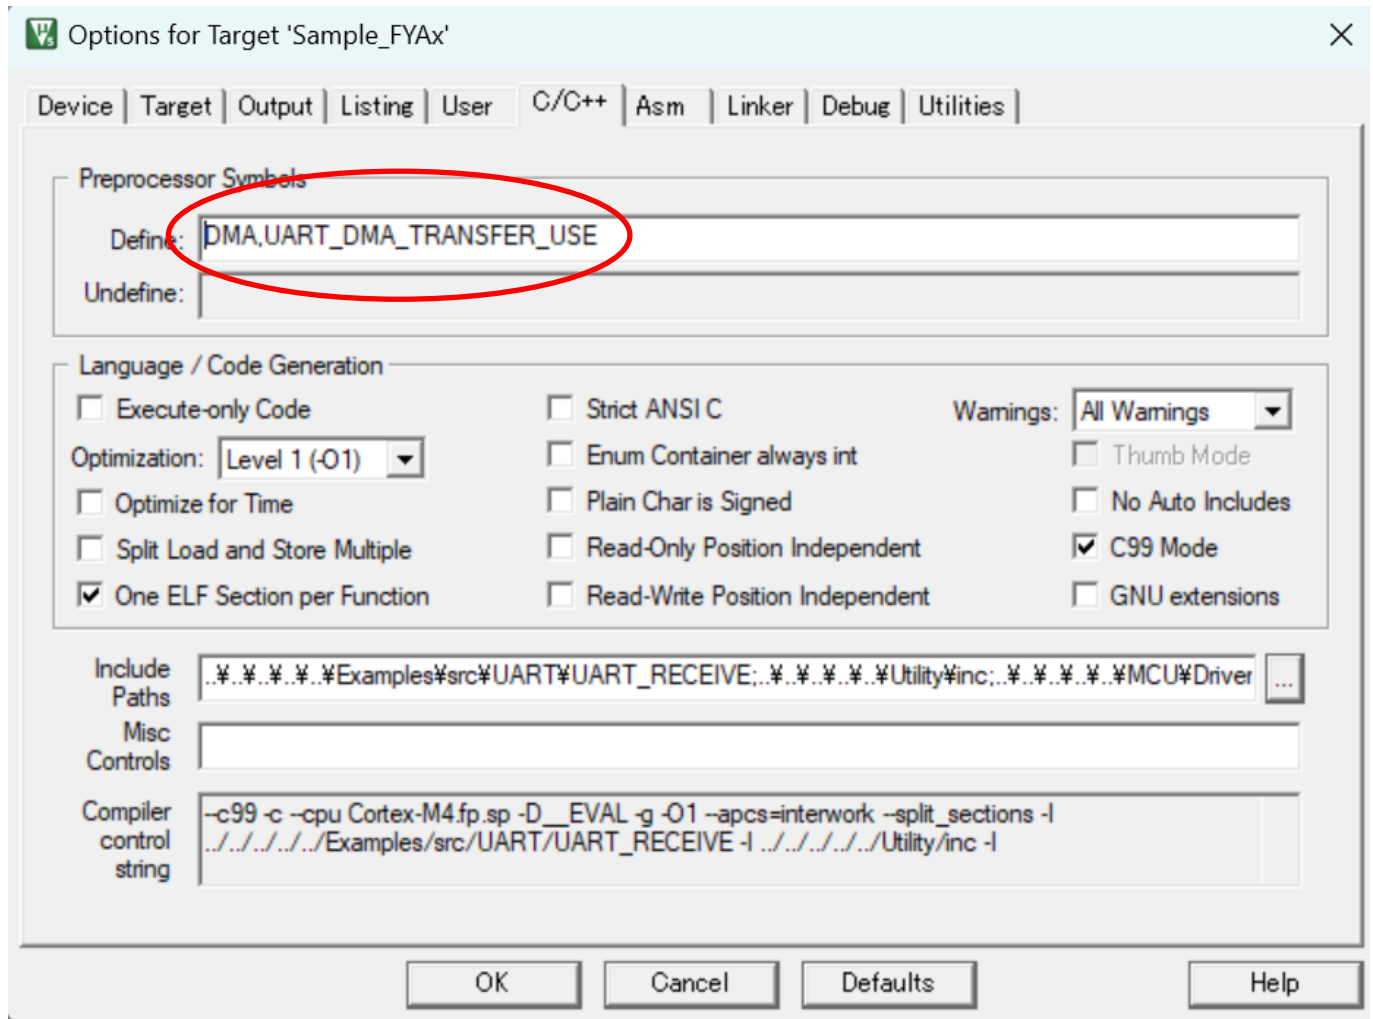 Options for Target 'Sample_FYAx'
Device Target Output Listing User C/C++ Asm Linker Debug Utilities
Preprocessor Symbols
Define: DMA,UART_DMA_TRANSFER_USE
Undefine:
Language / Code Generation
Execute-only Code Strict ANSI C Warnings: All Warnings
Optimization: Level 1 (-O1) Enum Container always int Thumb Mode
Optimize for Time Plain Char is Signed No Auto Includes
Split Load and Store Multiple Read-Only Position Independent C99 Mode
One ELF Section per Function Read-Write Position Independent GNU extensions
Include Paths ..¥..¥..¥..¥..¥Examples¥src¥UART¥UART_RECEIVE;..¥..¥..¥..¥..¥Utility¥inc;..¥..¥..¥..¥..¥MCU¥Driver ...
Misc Controls
Compiler control string --c99 -c --cpu Cortex-M4.fp.sp -D__EVAL -g -O1 --apcs=interwork --split_sections -I
../../../../../Examples/src/UART/UART_RECEIVE -I ../../../../../Utility/inc -I
OK Cancel Defaults Help